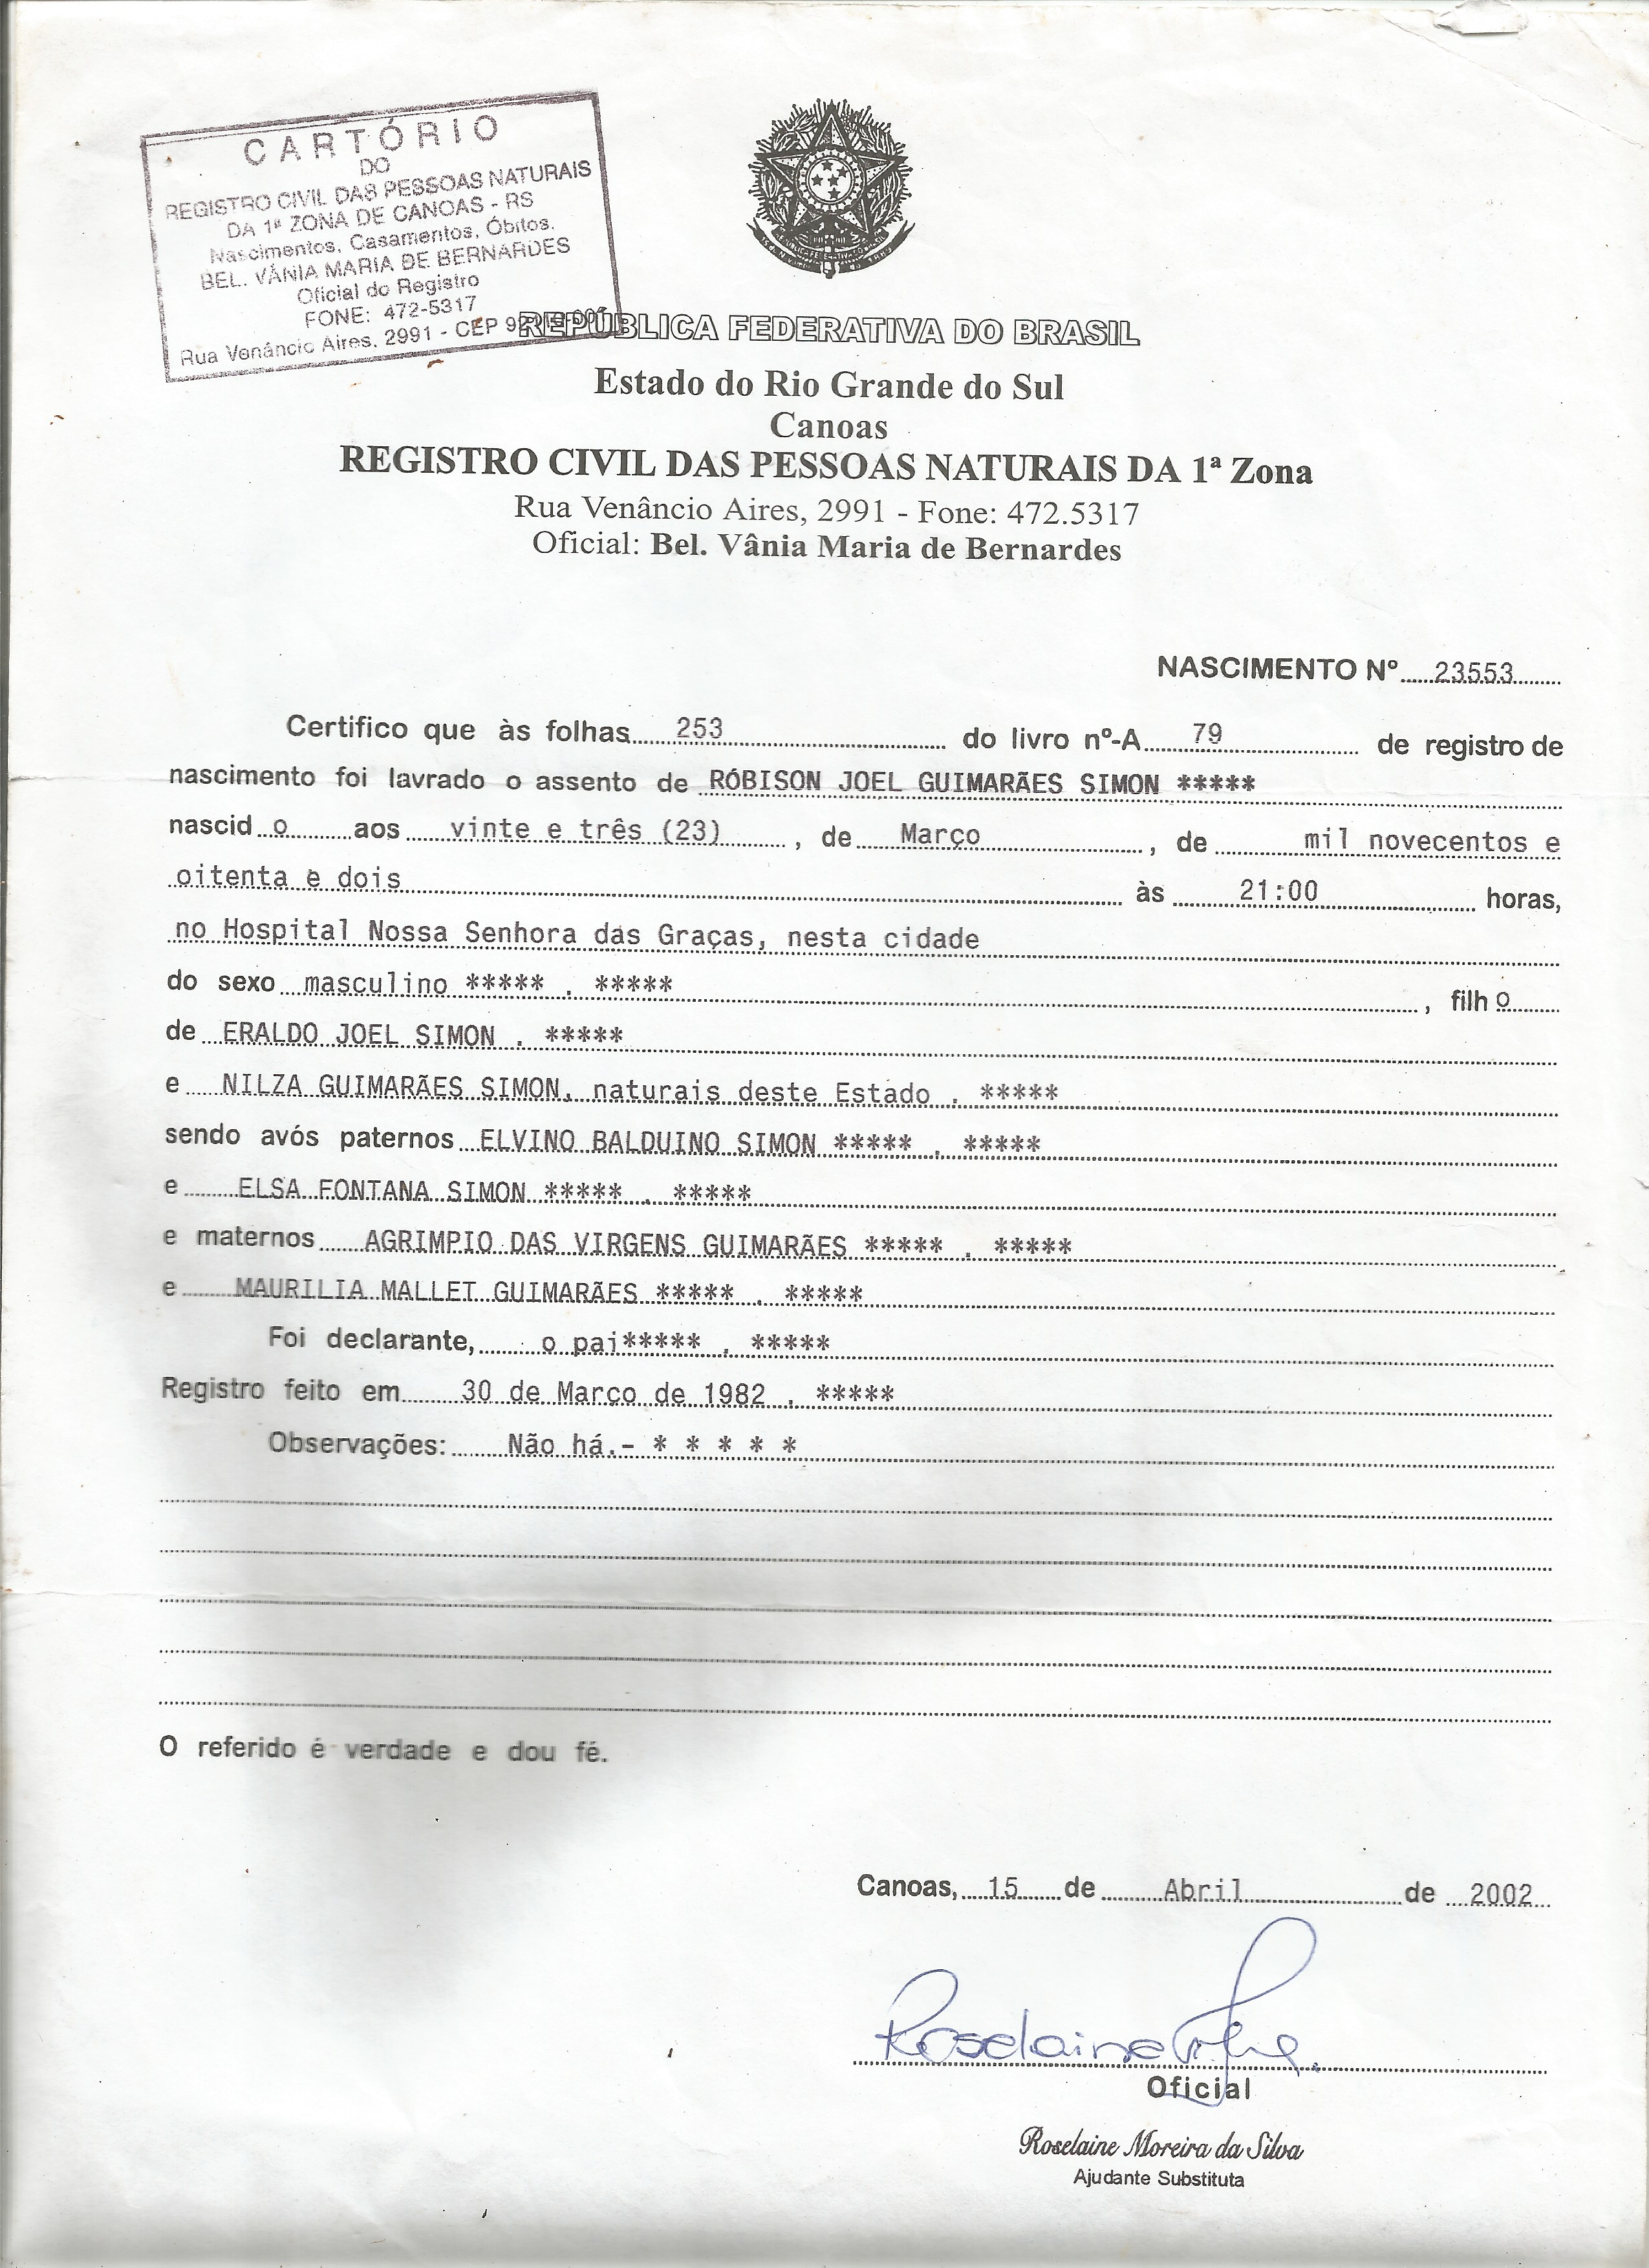 CARTÓRIO
DO
REGISTRO CIVIL DAS PESSOAS NATURAIS
DA 1ª ZONA DE CANOAS - RS
Nascimentos, Casamentos, Óbitos.
BEL. VÂNIA MARIA DE BERNARDES
Oficial do Registro
FONE: 472-5317
Rua Venâncio Aires, 2991 - CEP
REPÚBLICA FEDERATIVA DO BRASIL
Estado do Rio Grande do Sul
Canoas
REGISTRO CIVIL DAS PESSOAS NATURAIS DA 1ª Zona
Rua Venâncio Aires, 2991 - Fone: 472.5317
Oficial: Bel. Vânia Maria de Bernardes
NASCIMENTO Nº 23553
Certifico que às folhas 253 do livro nº-A 79 de registro de
nascimento foi lavrado o assento de RÓBISON JOEL GUIMARÃES SIMON *****
nascid o aos vinte e três (23) , de Março , de mil novecentos e
oitenta e dois às 21:00 horas,
no Hospital Nossa Senhora das Graças, nesta cidade
do sexo masculino ***** . ***** , filh o
de ERALDO JOEL SIMON . *****
e NILZA GUIMARÃES SIMON, naturais deste Estado . *****
sendo avós paternos ELVINO BALDUINO SIMON ***** . *****
e ELSA FONTANA SIMON ***** . *****
e maternos AGRIMPIO DAS VIRGENS GUIMARÃES ***** . *****
e MAURILIA MALLET GUIMARÃES ***** . *****
Foi declarante, o pai***** . *****
Registro feito em 30 de Março de 1982 . *****
Observações: Não há.- * * * * *
O referido é verdade e dou fé.
Canoas, 15 de Abril de 2002
Roselaine
Oficial
Roselaine Moreira da Silva
Ajudante Substituta